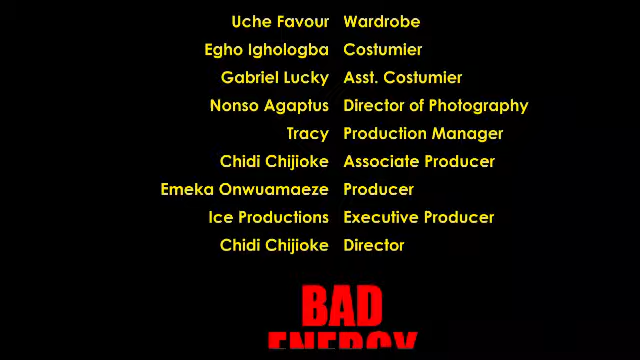 Uche Favour Wardrobe
Egho Ighologba Costumier
Gabriel Lucky Asst. Costumier
Nonso Agaptus Director of Photography
Tracy Production Manager
Chidi Chijioke Associate Producer
Emeka Onwuamaeze Producer
Ice Productions Executive Producer
Chidi Chijioke Director
BAD
ENERGY